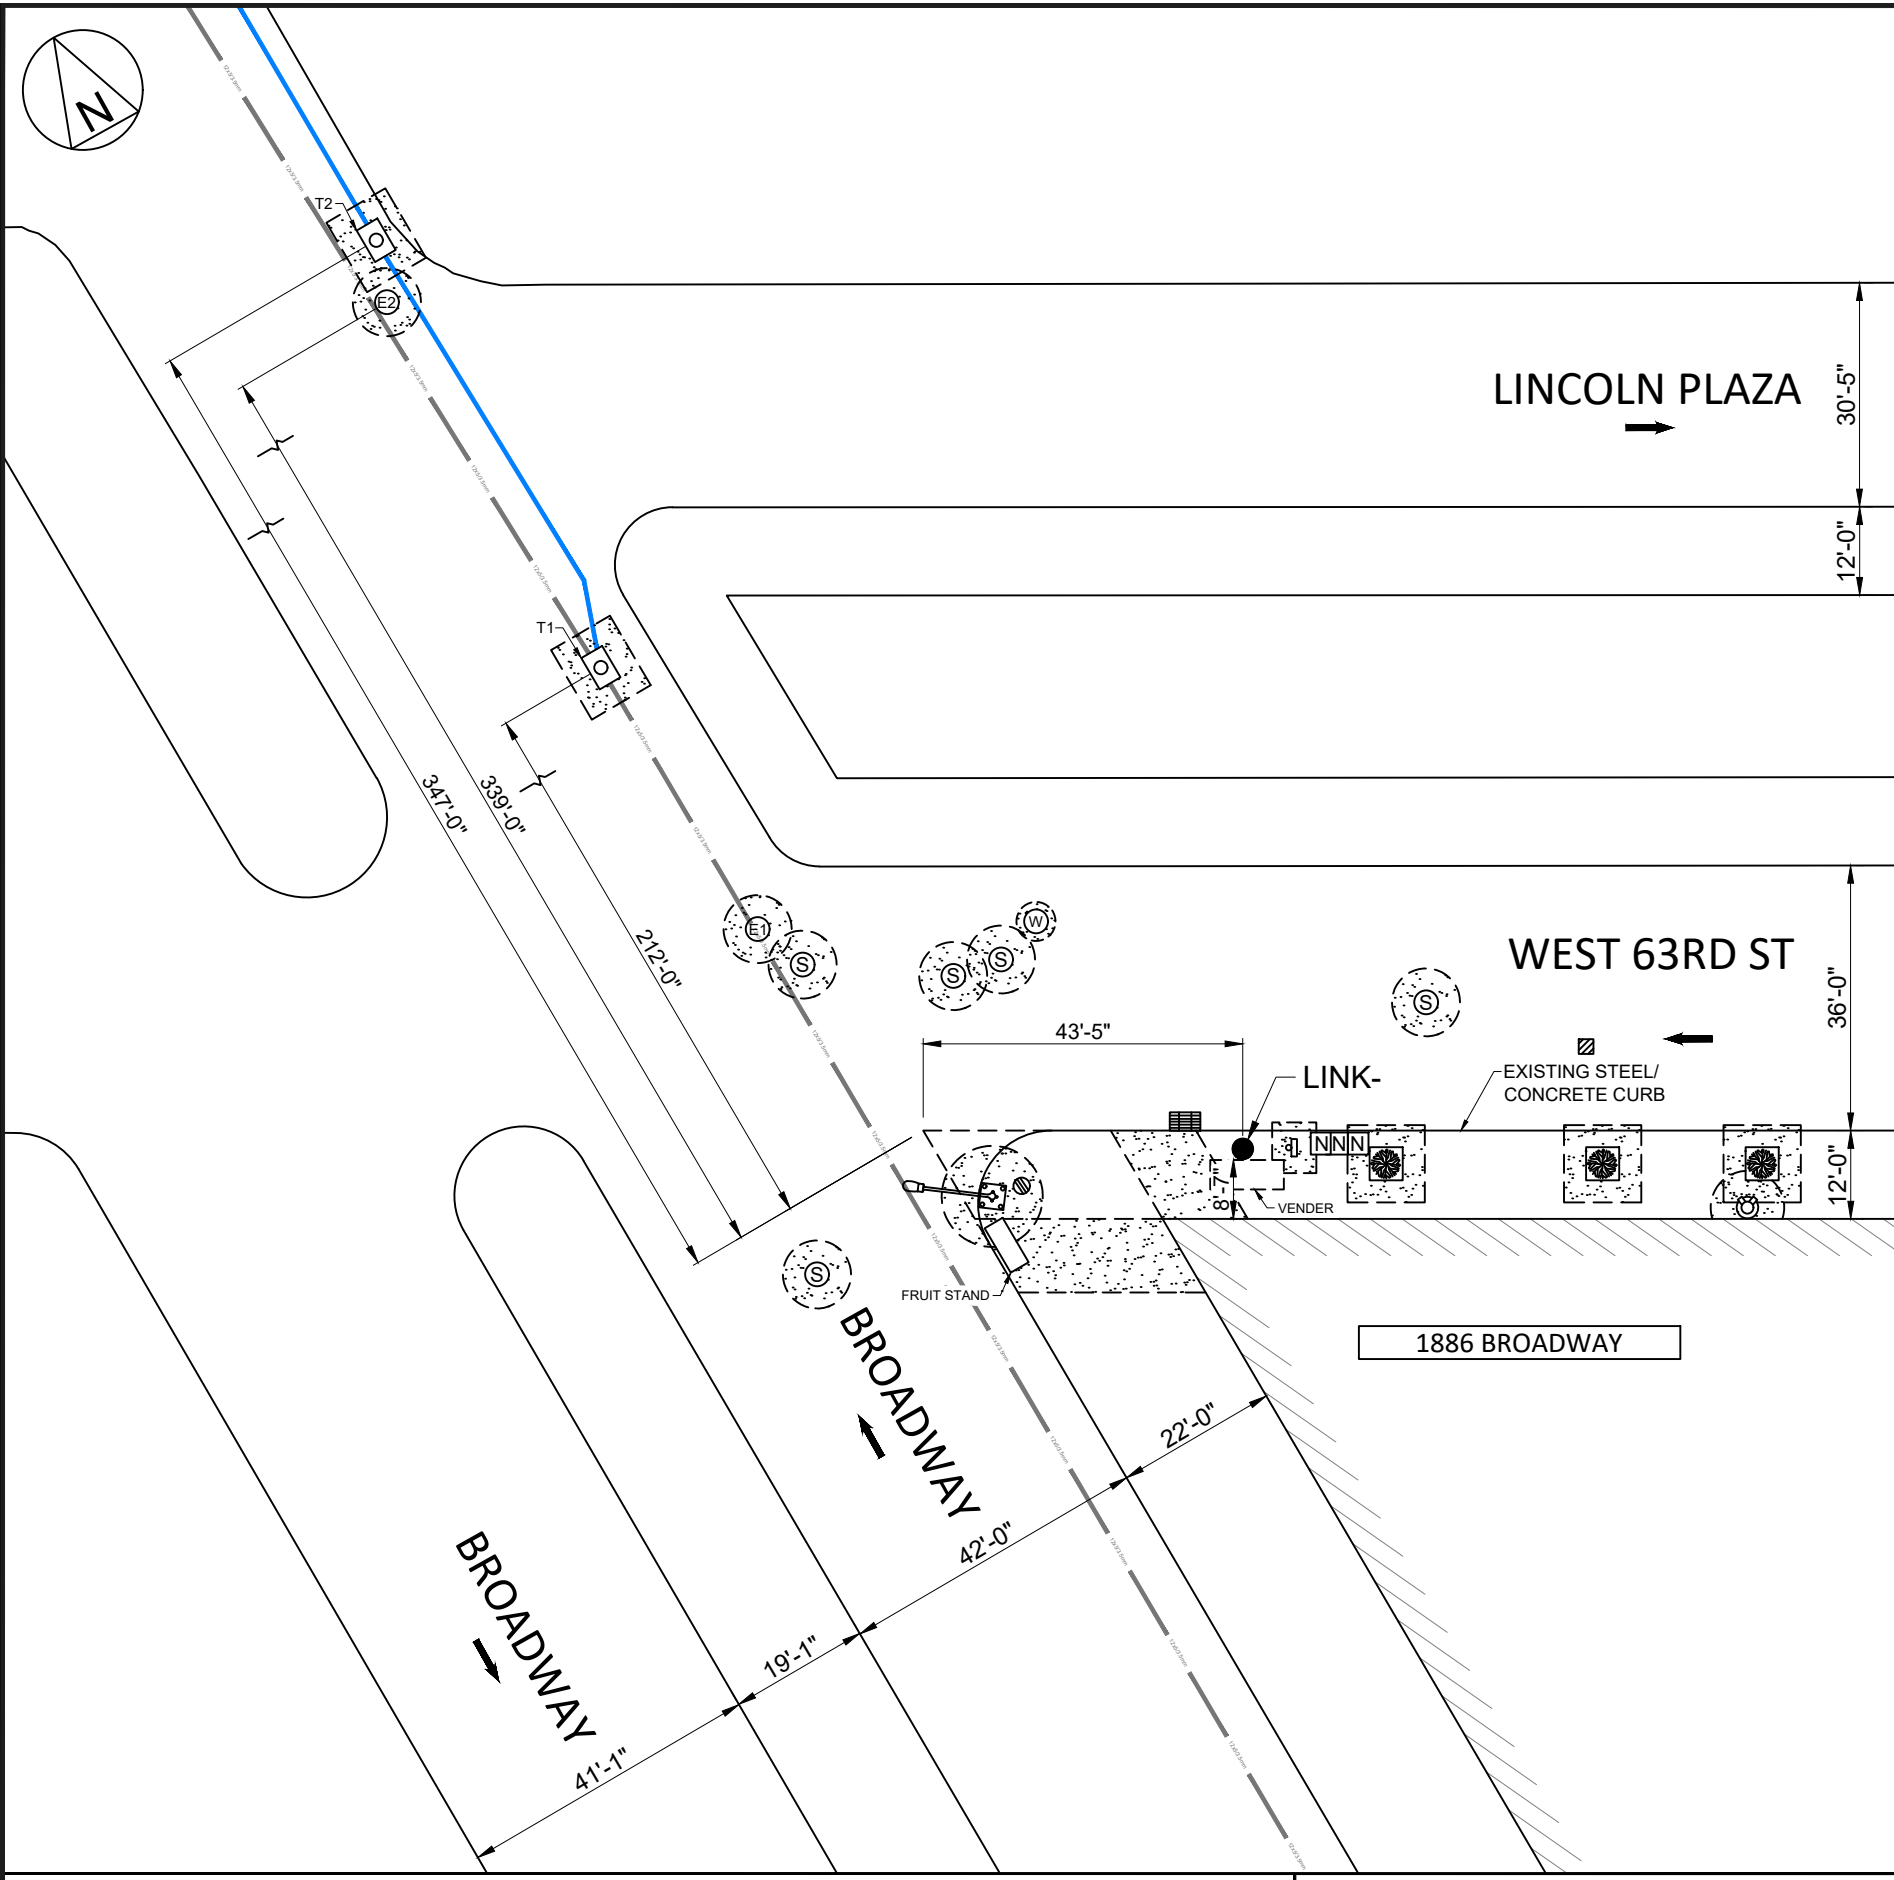 N
T2
E2
LINCOLN PLAZA
30'-5"
12'-0"
T1
347'-0"
339'-0"
212'-0"
E1
S
S
S
W
WEST 63RD ST
S
36'-0"
43'-5"
LINK-
EXISTING STEEL/
CONCRETE CURB
N N N
8'-7"
VENDER
12'-0"
S
FRUIT STAND
BROADWAY
1886 BROADWAY
22'-0"
42'-0"
BROADWAY
19'-1"
41'-1"